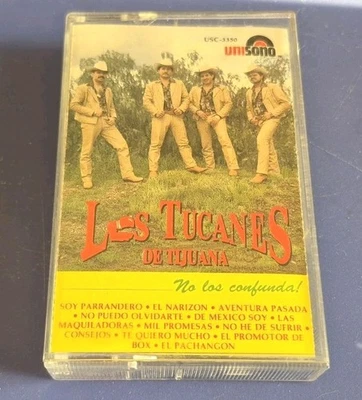 USC-3350
UNISONO
LOS TUCANES
DE TIJUANA
No los confunda!
SOY PARRANDERO • EL NARIZON • AVENTURA PASADA
• NO PUEDO OLVIDARTE • DE MEXICO SOY • LAS
MAQUILADORAS • MIL PROMESAS • NO HE DE SUFRIR •
CONSEJOS • TE QUIERO MUCHO • EL PROMOTOR DE
BOX • EL PACHANGON